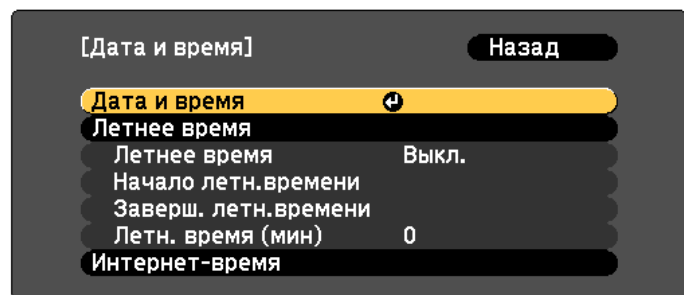 [Дата и время] Назад
Дата и время
Летнее время
Летнее время Выкл.
Начало летн.времени
Заверш. летн.времени
Летн. время (мин) 0
Интернет-время